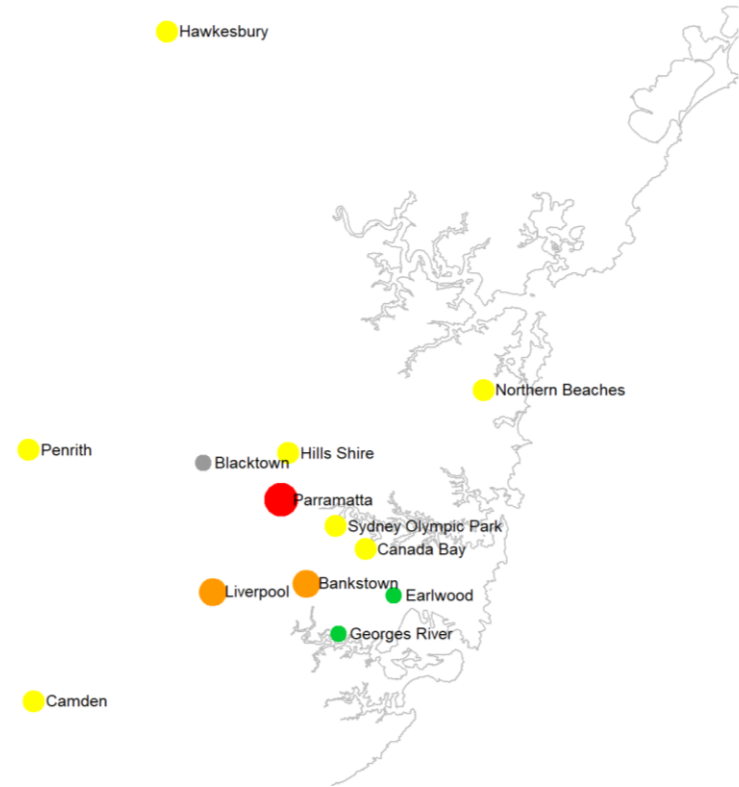 Hawkesbury
Northern Beaches
Penrith
Hills Shire
Blacktown
Parramatta
Sydney Olympic Park
Canada Bay
Bankstown
Liverpool
Earlwood
Georges River
Camden